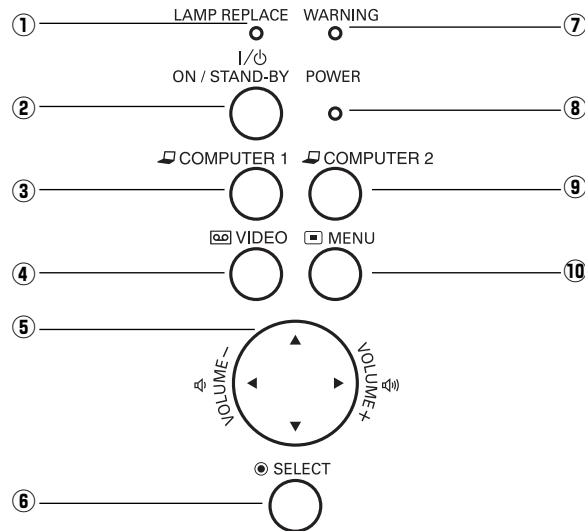 ① LAMP REPLACE WARNING ⑦
I/⏻
② ON / STAND-BY POWER ⑧
③ COMPUTER 1 COMPUTER 2 ⑨
④ VIDEO MENU ⑩
⑤ VOLUME − VOLUME +
SELECT
⑥